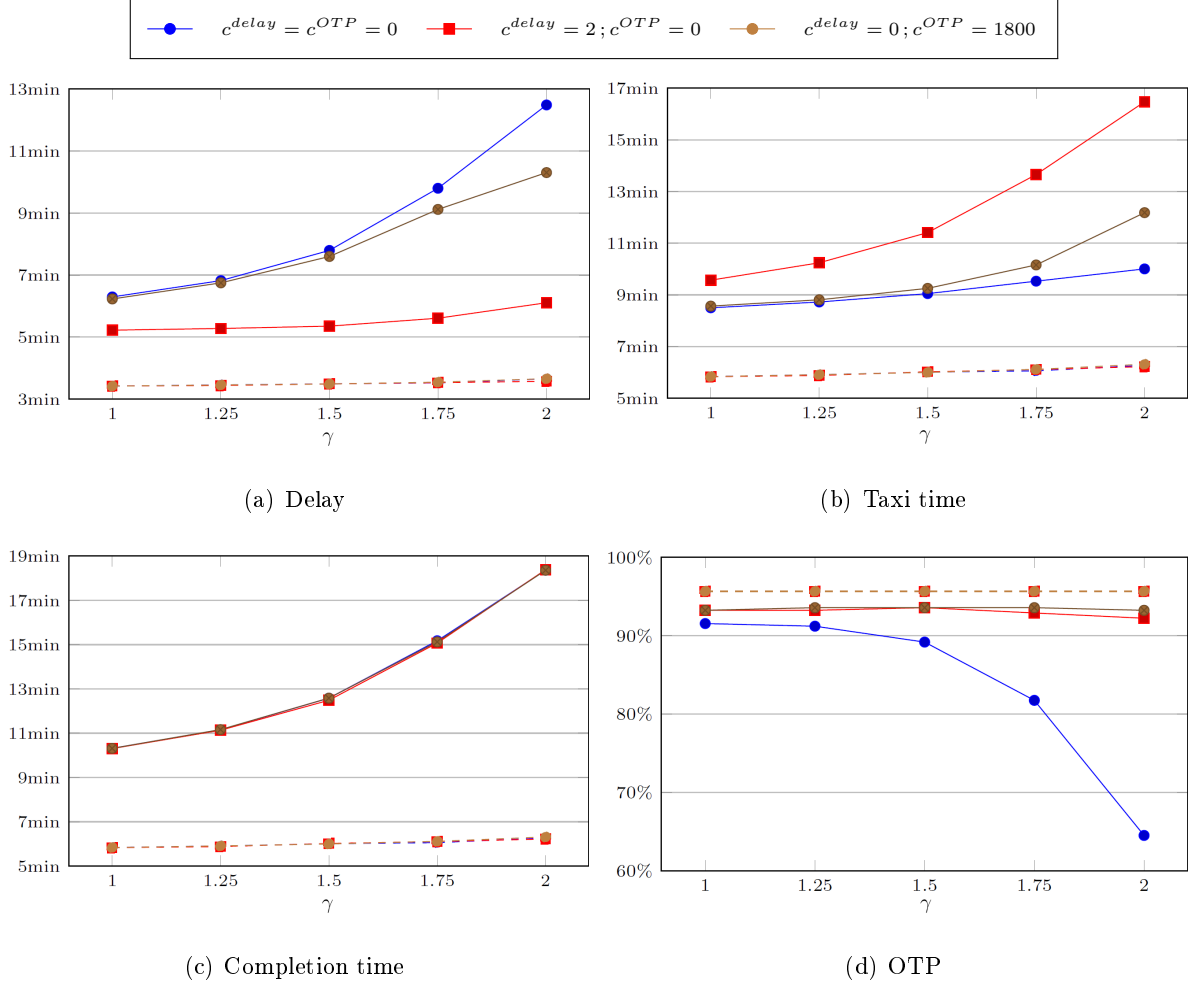 c^{delay} = c^{OTP} = 0 c^{delay} = 2 ; c^{OTP} = 0 c^{delay} = 0 ; c^{OTP} = 1800
13min
11min
9min
7min
5min
3min
1 1.25 1.5 1.75 2
γ
(a) Delay
17min
15min
13min
11min
9min
7min
5min
1 1.25 1.5 1.75 2
γ
(b) Taxi time
19min
17min
15min
13min
11min
9min
7min
5min
1 1.25 1.5 1.75 2
γ
(c) Completion time
100%
90%
80%
70%
60%
1 1.25 1.5 1.75 2
γ
(d) OTP